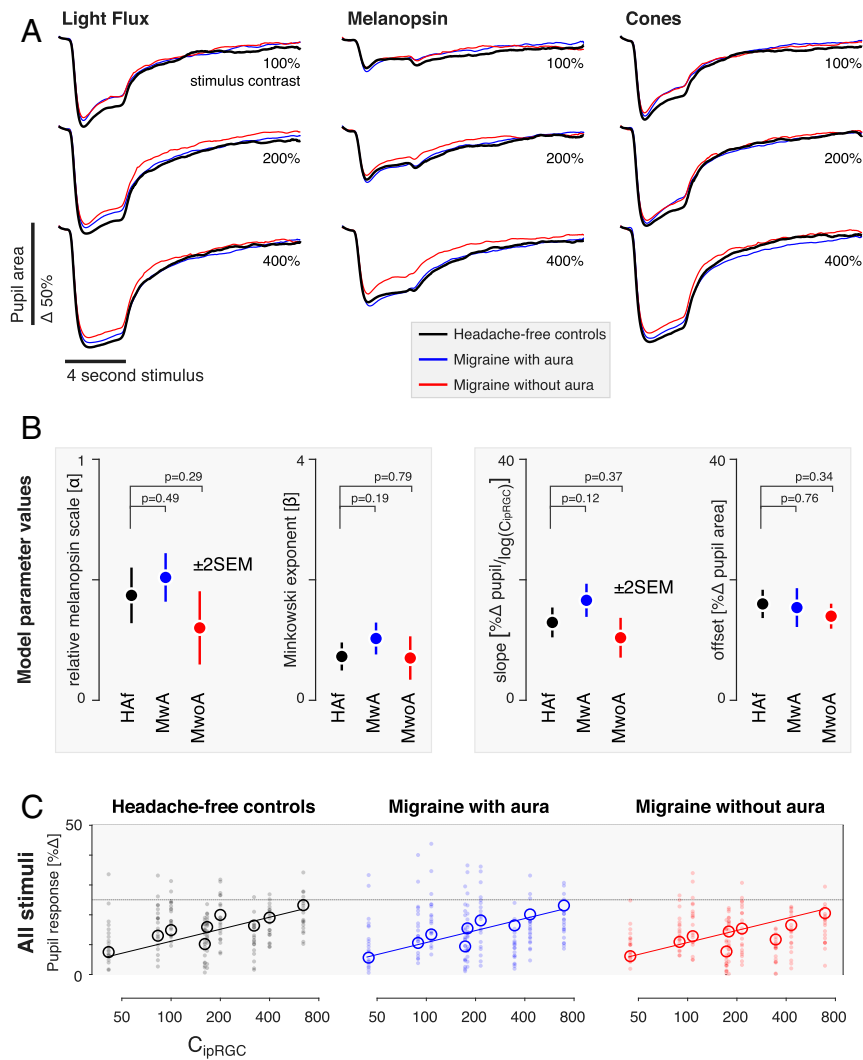 A
Light Flux
Melanopsin
Cones
100%
stimulus contrast
100%
100%
200%
200%
200%
400%
400%
400%
Pupil area
Δ 50%
4 second stimulus
Headache-free controls
Migraine with aura
Migraine without aura
B
Model parameter values
relative melanopsin scale [α]
1
0
p=0.29
p=0.49
±2SEM
HAf
MwA
MwoA
Minkowski exponent [β]
4
0
p=0.79
p=0.19
HAf
MwA
MwoA
slope [%Δ pupil/log(CipRGC)]
40
0
p=0.37
p=0.12
±2SEM
HAf
MwA
MwoA
offset [%Δ pupil area]
40
0
p=0.34
p=0.76
HAf
MwA
MwoA
C
Headache-free controls
Migraine with aura
Migraine without aura
All stimuli
Pupil response [%Δ]
50
25
0
50 100 200 400 800
50 100 200 400 800
50 100 200 400 800
CipRGC